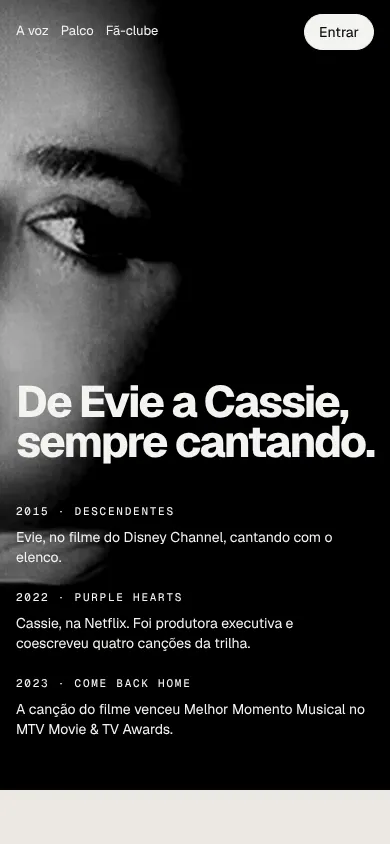 A voz Palco Fã-clube Entrar
De Evie a Cassie,
sempre cantando.
2015 · DESCENDENTES
Evie, no filme do Disney Channel, cantando com o
elenco.
2022 · PURPLE HEARTS
Cassie, na Netflix. Foi produtora executiva e
coescreveu quatro canções da trilha.
2023 · COME BACK HOME
A canção do filme venceu Melhor Momento Musical no
MTV Movie & TV Awards.